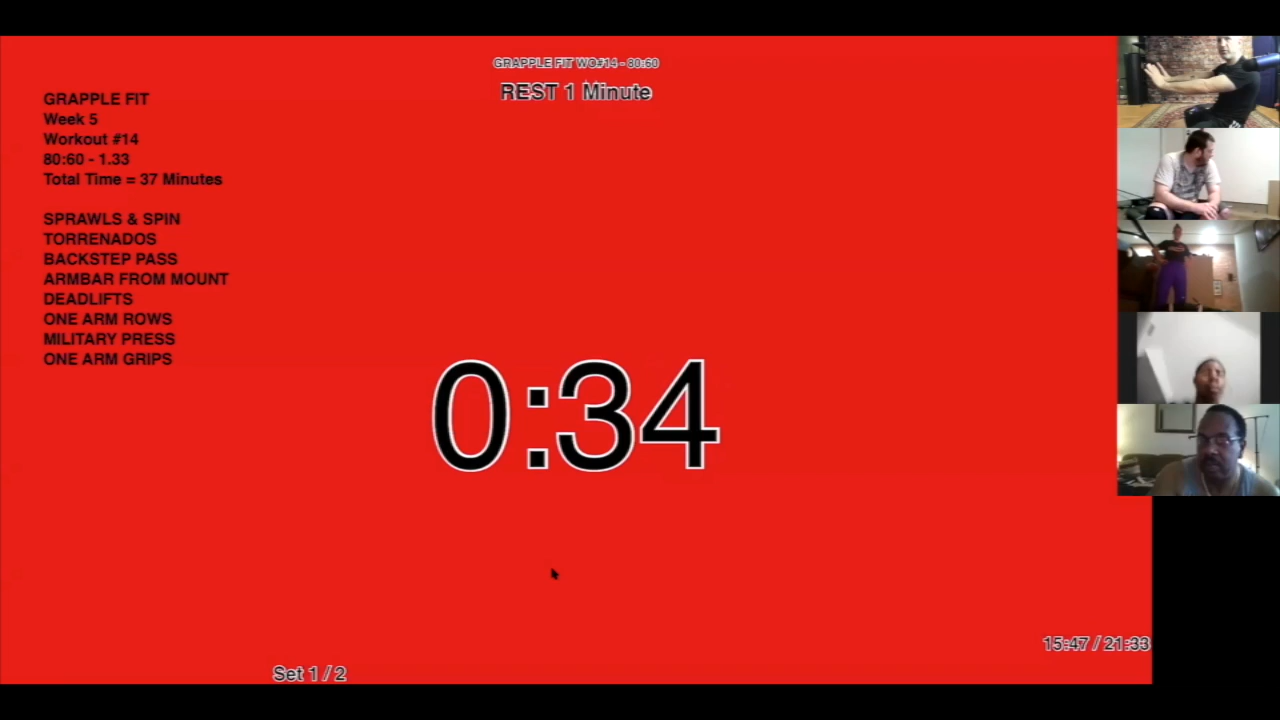 GRAPPLE FIT WO#14 - 80:60
REST 1 Minute
GRAPPLE FIT
Week 5
Workout #14
80:60 - 1.33
Total Time = 37 Minutes
SPRAWLS & SPIN
TORRENADOS
BACKSTEP PASS
ARMBAR FROM MOUNT
DEADLIFTS
ONE ARM ROWS
MILITARY PRESS
ONE ARM GRIPS
0:34
15:47 / 21:33
Set 1 / 2